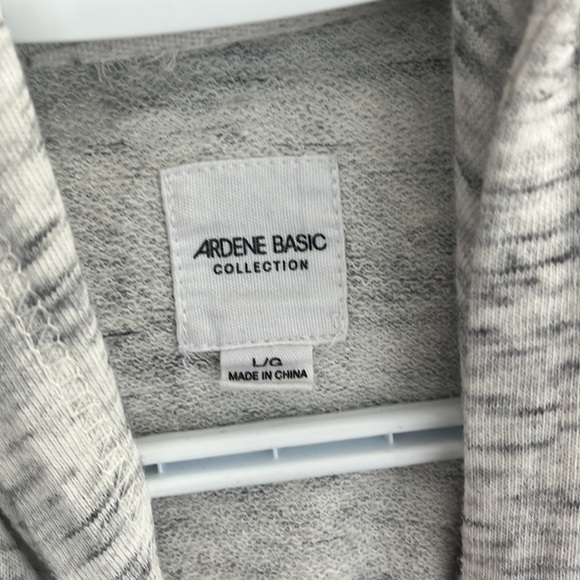 ARDENE BASIC
COLLECTION
L/G
MADE IN CHINA